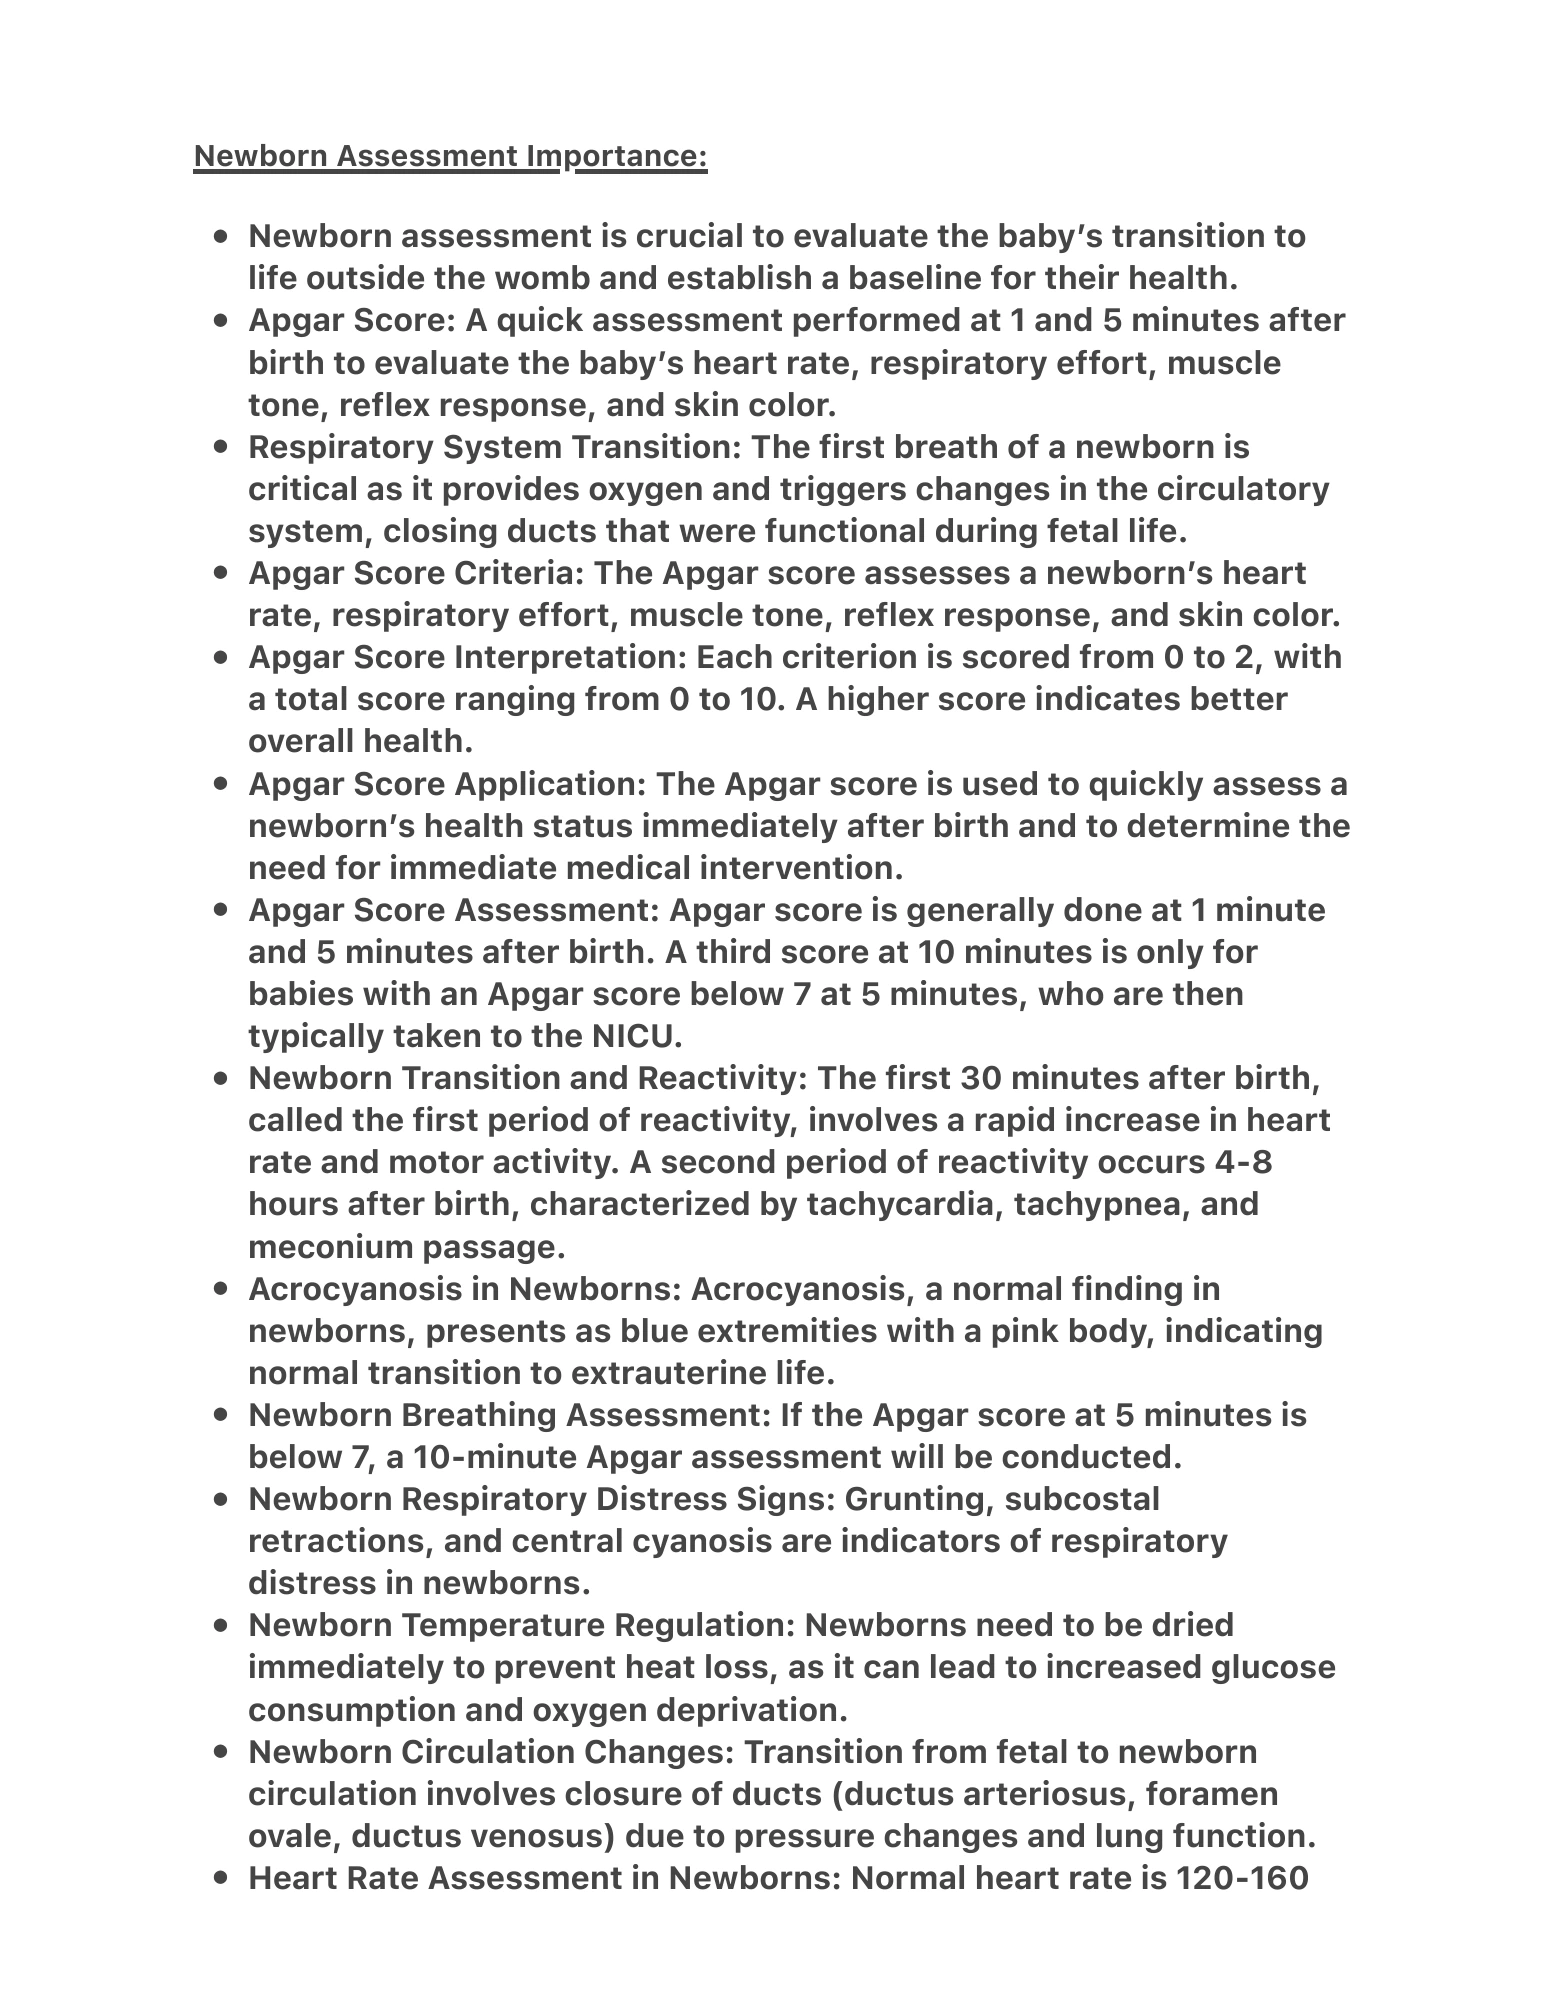 Newborn Assessment Importance:
• Newborn assessment is crucial to evaluate the baby’s transition to
life outside the womb and establish a baseline for their health.
• Apgar Score: A quick assessment performed at 1 and 5 minutes after
birth to evaluate the baby’s heart rate, respiratory effort, muscle
tone, reflex response, and skin color.
• Respiratory System Transition: The first breath of a newborn is
critical as it provides oxygen and triggers changes in the circulatory
system, closing ducts that were functional during fetal life.
• Apgar Score Criteria: The Apgar score assesses a newborn’s heart
rate, respiratory effort, muscle tone, reflex response, and skin color.
• Apgar Score Interpretation: Each criterion is scored from 0 to 2, with
a total score ranging from 0 to 10. A higher score indicates better
overall health.
• Apgar Score Application: The Apgar score is used to quickly assess a
newborn’s health status immediately after birth and to determine the
need for immediate medical intervention.
• Apgar Score Assessment: Apgar score is generally done at 1 minute
and 5 minutes after birth. A third score at 10 minutes is only for
babies with an Apgar score below 7 at 5 minutes, who are then
typically taken to the NICU.
• Newborn Transition and Reactivity: The first 30 minutes after birth,
called the first period of reactivity, involves a rapid increase in heart
rate and motor activity. A second period of reactivity occurs 4-8
hours after birth, characterized by tachycardia, tachypnea, and
meconium passage.
• Acrocyanosis in Newborns: Acrocyanosis, a normal finding in
newborns, presents as blue extremities with a pink body, indicating
normal transition to extrauterine life.
• Newborn Breathing Assessment: If the Apgar score at 5 minutes is
below 7, a 10-minute Apgar assessment will be conducted.
• Newborn Respiratory Distress Signs: Grunting, subcostal
retractions, and central cyanosis are indicators of respiratory
distress in newborns.
• Newborn Temperature Regulation: Newborns need to be dried
immediately to prevent heat loss, as it can lead to increased glucose
consumption and oxygen deprivation.
• Newborn Circulation Changes: Transition from fetal to newborn
circulation involves closure of ducts (ductus arteriosus, foramen
ovale, ductus venosus) due to pressure changes and lung function.
• Heart Rate Assessment in Newborns: Normal heart rate is 120-160